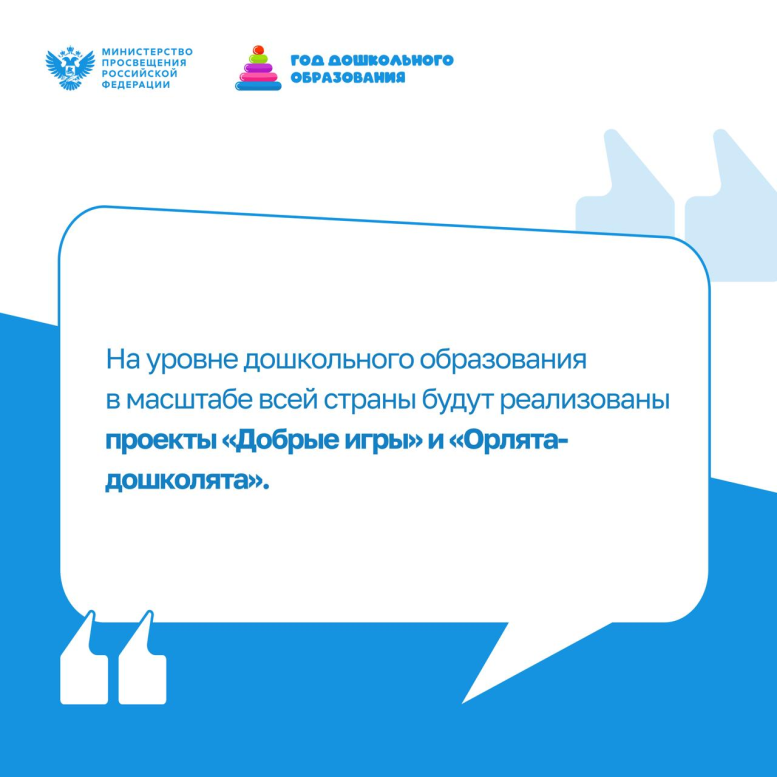 МИНИСТЕРСТВО
ПРОСВЕЩЕНИЯ
РОССИЙСКОЙ
ФЕДЕРАЦИИ
ГОД ДОШКОЛЬНОГО
ОБРАЗОВАНИЯ
На уровне дошкольного образования
в масштабе всей страны будут реализованы
проекты «Добрые игры» и «Орлята-
дошколята».